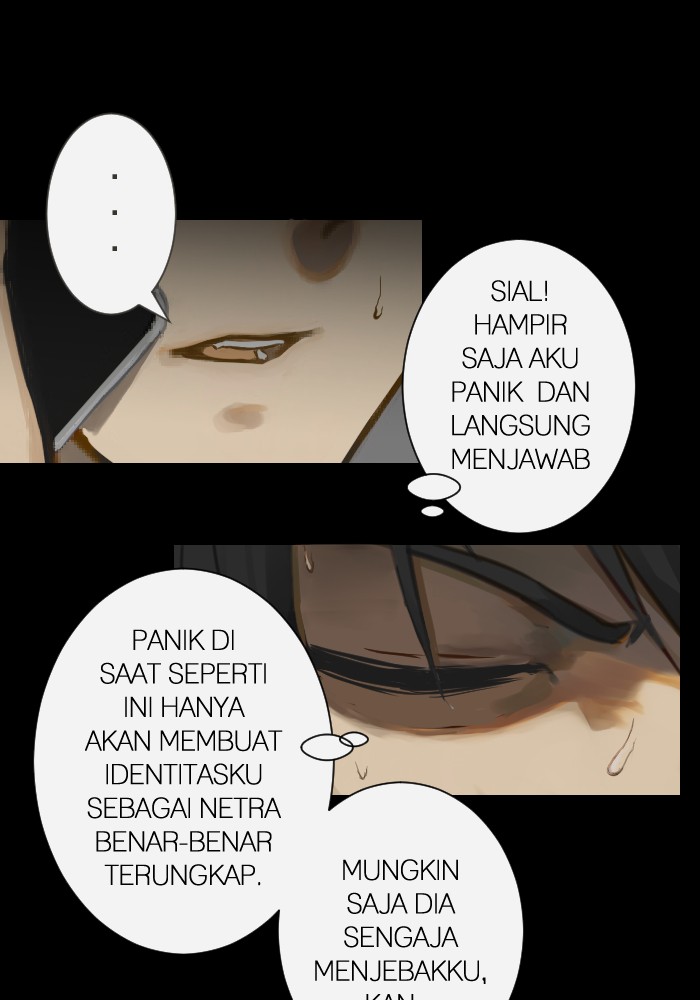 ...
SIAL!
HAMPIR
SAJA AKU
PANIK DAN
LANGSUNG
MENJAWAB
PANIK DI
SAAT SEPERTI
INI HANYA
AKAN MEMBUAT
IDENTITASKU
SEBAGAI NETRA
BENAR-BENAR
TERUNGKAP.
MUNGKIN
SAJA DIA
SENGAJA
MENJEBAKKU,
KAN